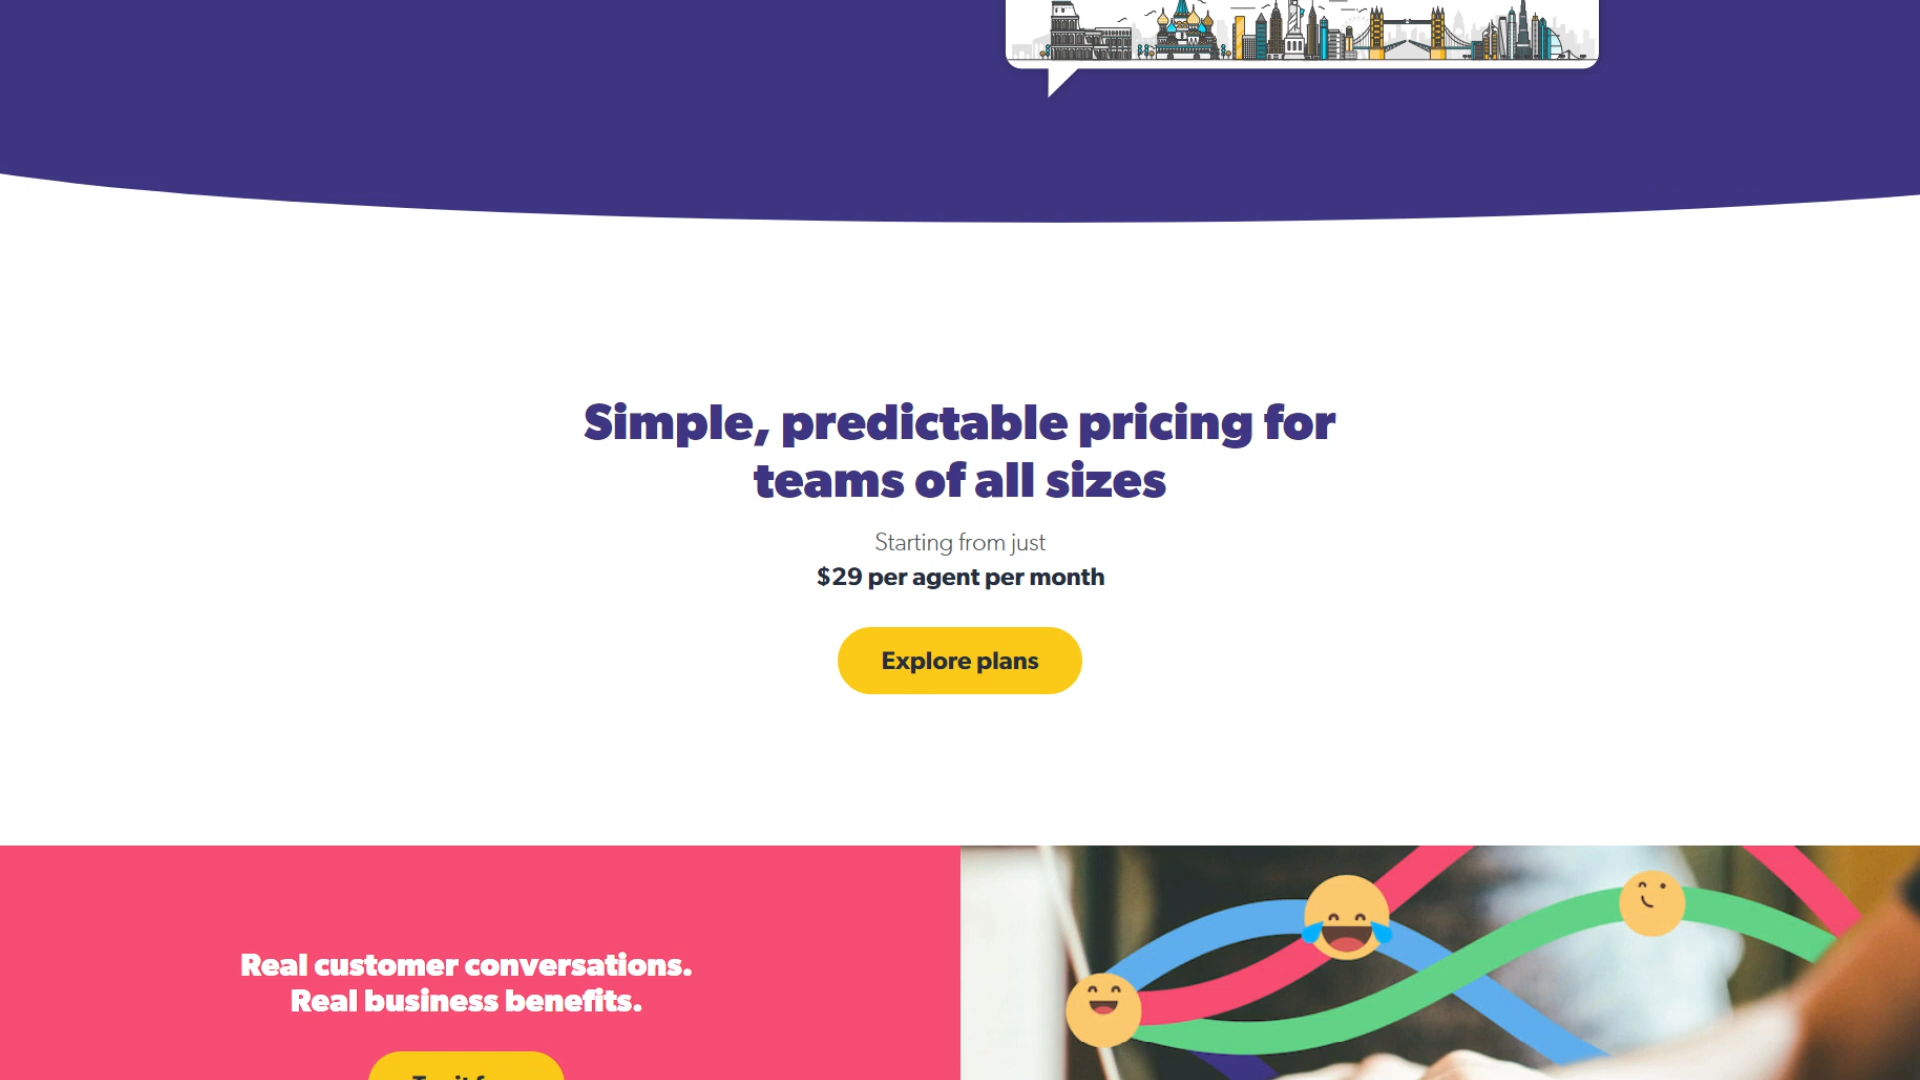 Simple, predictable pricing for
teams of all sizes
Starting from just
$29 per agent per month
Explore plans
Real customer conversations.
Real business benefits.